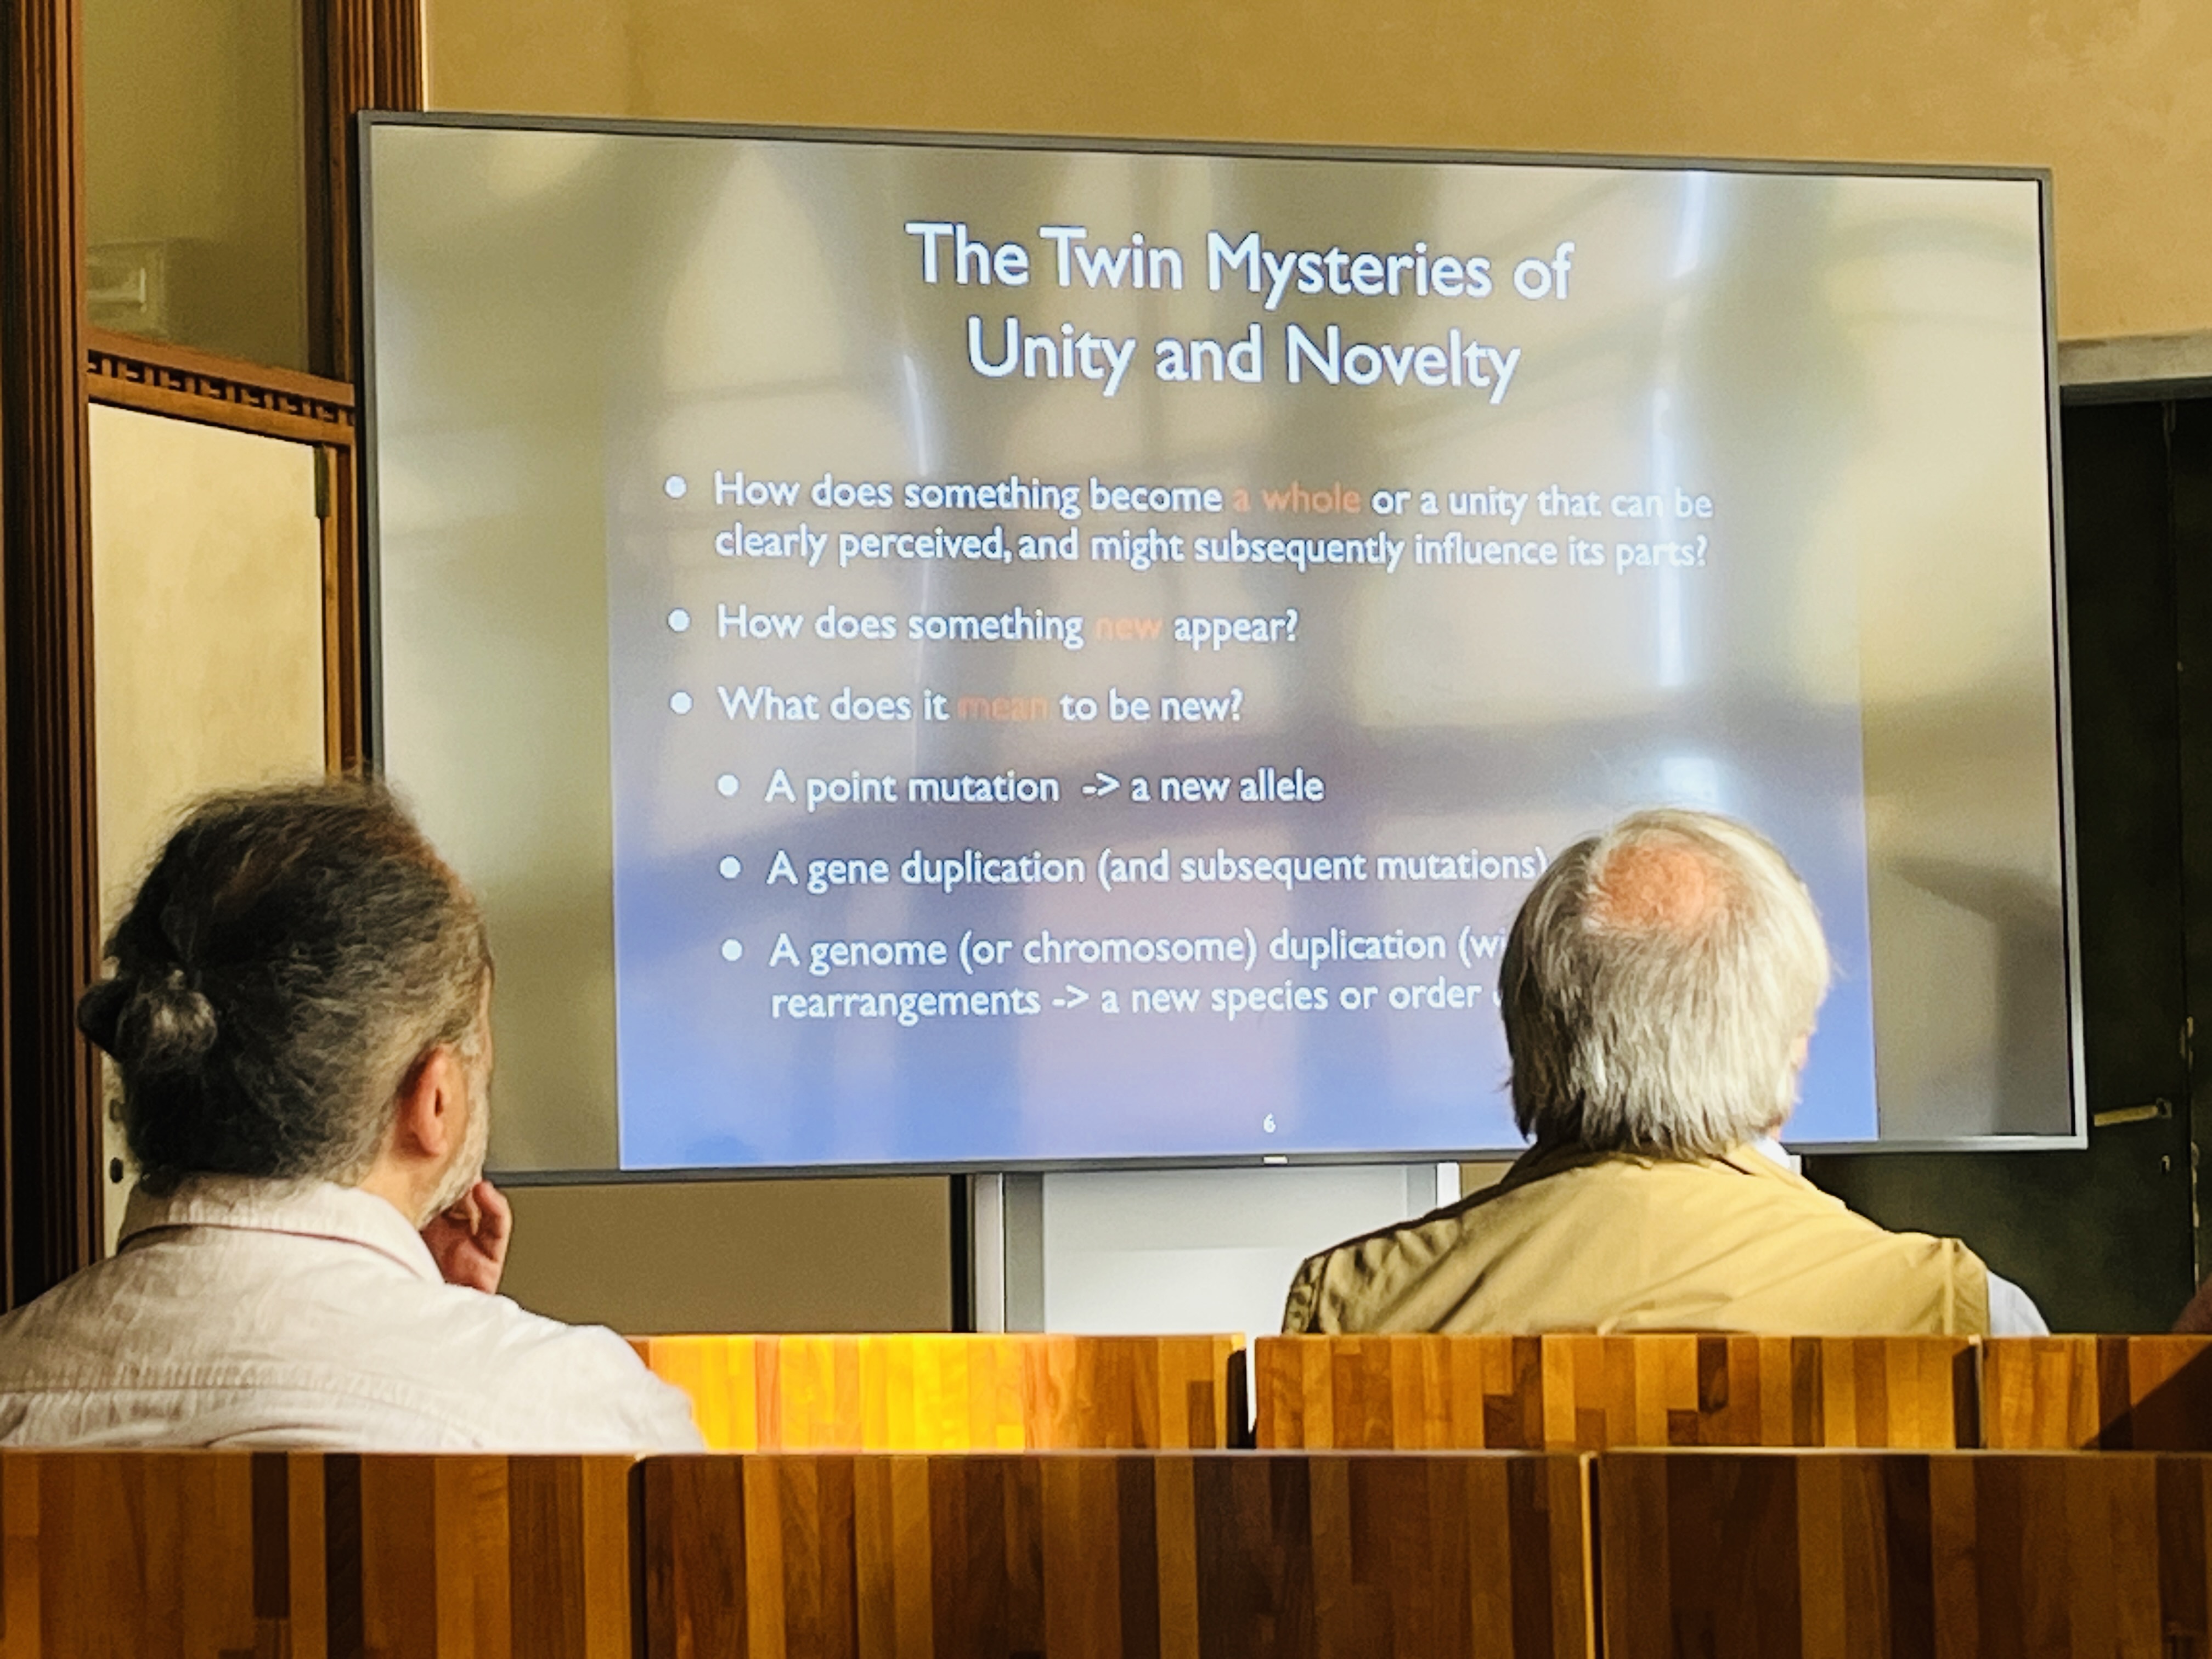 The Twin Mysteries of
Unity and Novelty
How does something become a whole or a unity that can be
clearly perceived, and might subsequently influence its parts?
How does something new appear?
What does it mean to be new?
A point mutation -> a new allele
A gene duplication (and subsequent mutations)
A genome (or chromosome) duplication
rearrangements -> a new species or order
6